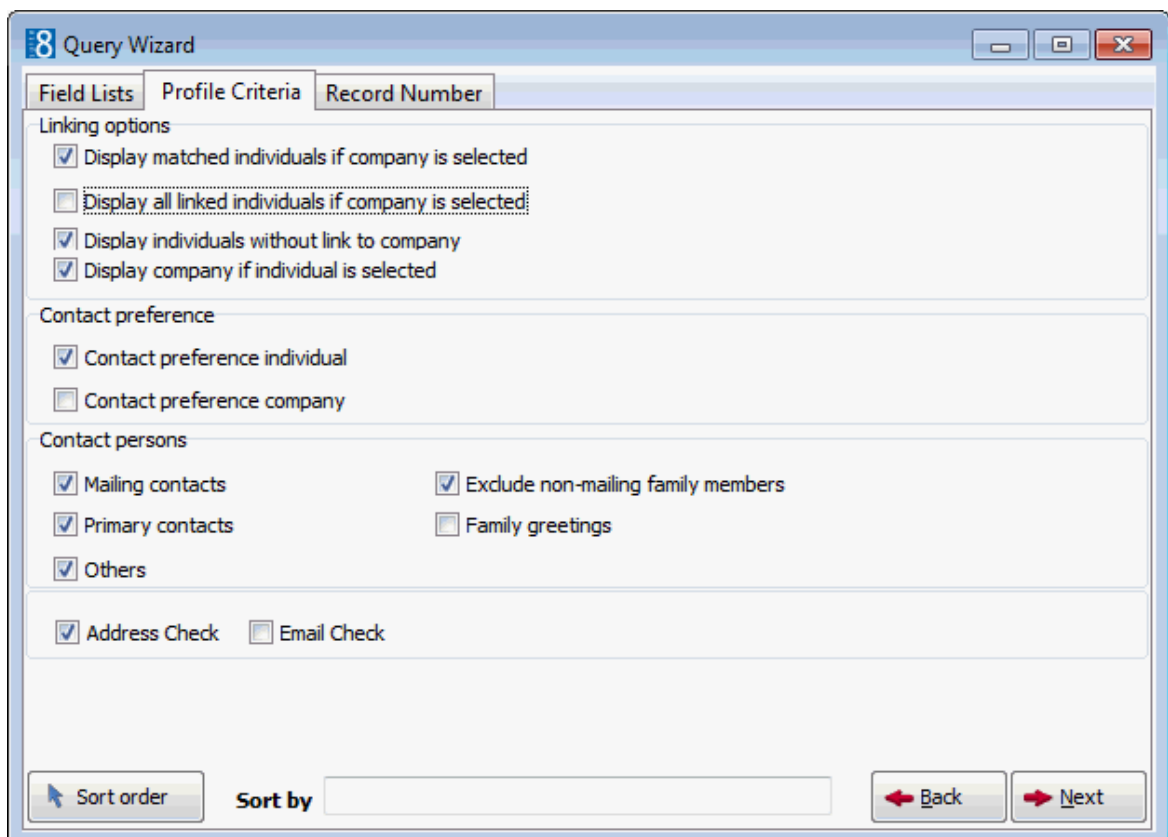 8 Query Wizard
Field Lists Profile Criteria Record Number
Linking options
Display matched individuals if company is selected
Display all linked individuals if company is selected
Display individuals without link to company
Display company if individual is selected
Contact preference
Contact preference individual
Contact preference company
Contact persons
Mailing contacts Exclude non-mailing family members
Primary contacts Family greetings
Others
Address Check Email Check
Sort order Sort by Back Next